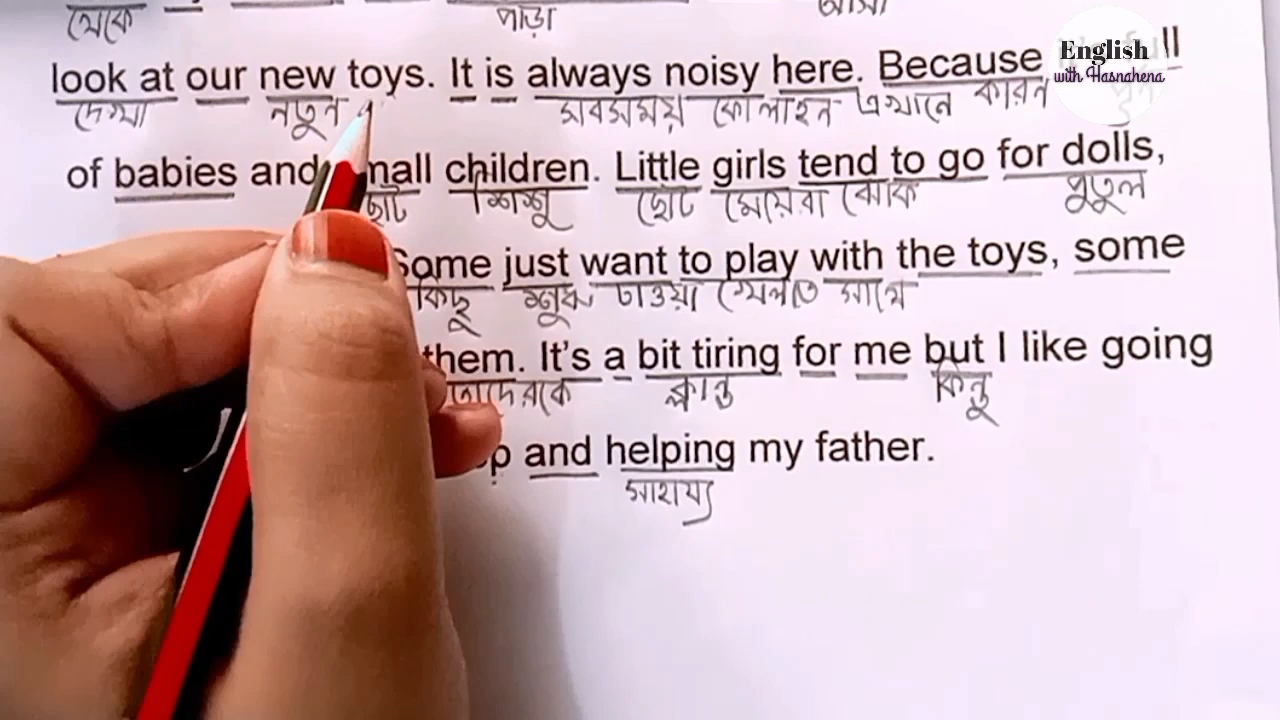 থেকে পাড়া আসা
look at our new toys. It is always noisy here. Because full
দেখা নতুন সবসময় কোলাহল এখানে কারন পূর্ন
of babies and small children. Little girls tend to go for dolls,
ছোট শিশু ছোট মেয়েরা ঝোক পুতুল
Some just want to play with the toys, some
কিছু শুধু চাওয়া খেলতে সাথে
them. It's a bit tiring for me but I like going
তাদেরকে ক্লান্ত কিন্তু
and helping my father.
সাহায্য
English
with Hasnahena